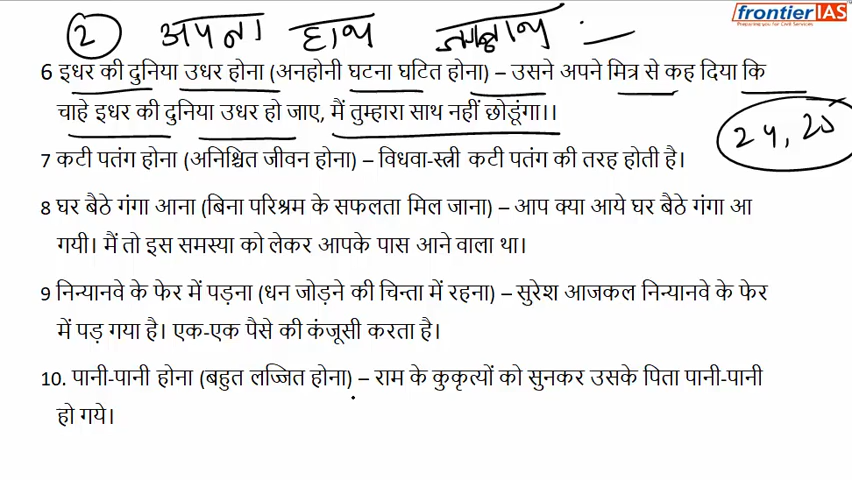 frontier IAS
Preparing you for Civil Services
2 अपना हाथ जगन्नाथ :—
6 इधर की दुनिया उधर होना (अनहोनी घटना घटित होना) – उसने अपने मित्र से कह दिया कि
चाहे इधर की दुनिया उधर हो जाए, मैं तुम्हारा साथ नहीं छोडूंगा।।
7 कटी पतंग होना (अनिश्चित जीवन होना) – विधवा-स्त्री कटी पतंग की तरह होती है।
8 घर बैठे गंगा आना (बिना परिश्रम के सफलता मिल जाना) – आप क्या आये घर बैठे गंगा आ
गयी। मैं तो इस समस्या को लेकर आपके पास आने वाला था।
9 निन्यानवे के फेर में पड़ना (धन जोड़ने की चिन्ता में रहना) – सुरेश आजकल निन्यानवे के फेर
में पड़ गया है। एक-एक पैसे की कंजूसी करता है।
10. पानी-पानी होना (बहुत लज्जित होना) – राम के कुकृत्यों को सुनकर उसके पिता पानी-पानी
हो गये।